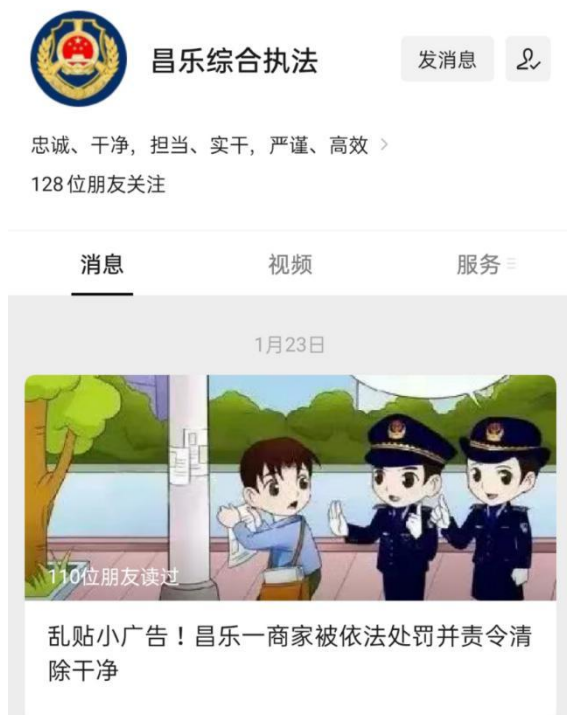 昌乐综合执法
发消息
忠诚、干净，担当、实干，严谨、高效
128位朋友关注
消息
视频
服务
1月23日
110位朋友读过
乱贴小广告！昌乐一商家被依法处罚并责令清
除干净